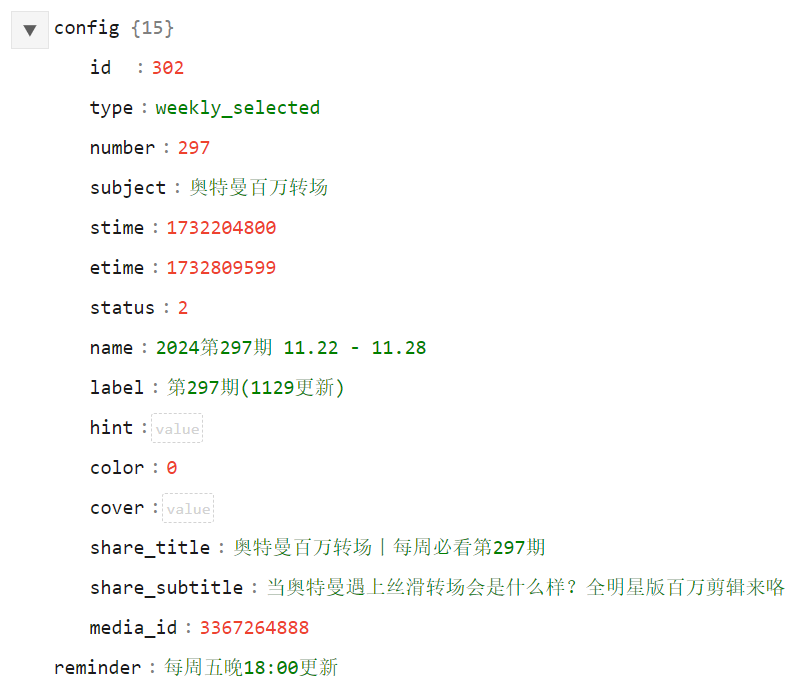 config {15}
id : 302
type : weekly_selected
number : 297
subject : 奥特曼百万转场
stime : 1732204800
etime : 1732809599
status : 2
name : 2024第297期 11.22 - 11.28
label : 第297期(1129更新)
hint : value
color : 0
cover : value
share_title : 奥特曼百万转场｜每周必看第297期
share_subtitle : 当奥特曼遇上丝滑转场会是什么样？全明星版百万剪辑来咯
media_id : 3367264888
reminder : 每周五晚18:00更新